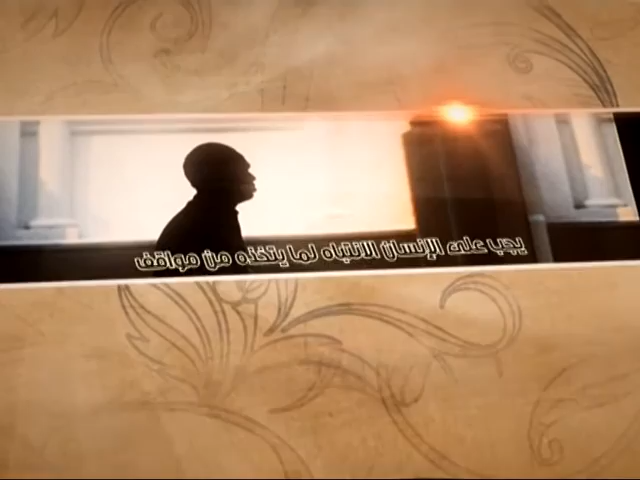 يجب على الإنسان الانتباه لما يتخذه من مواقف